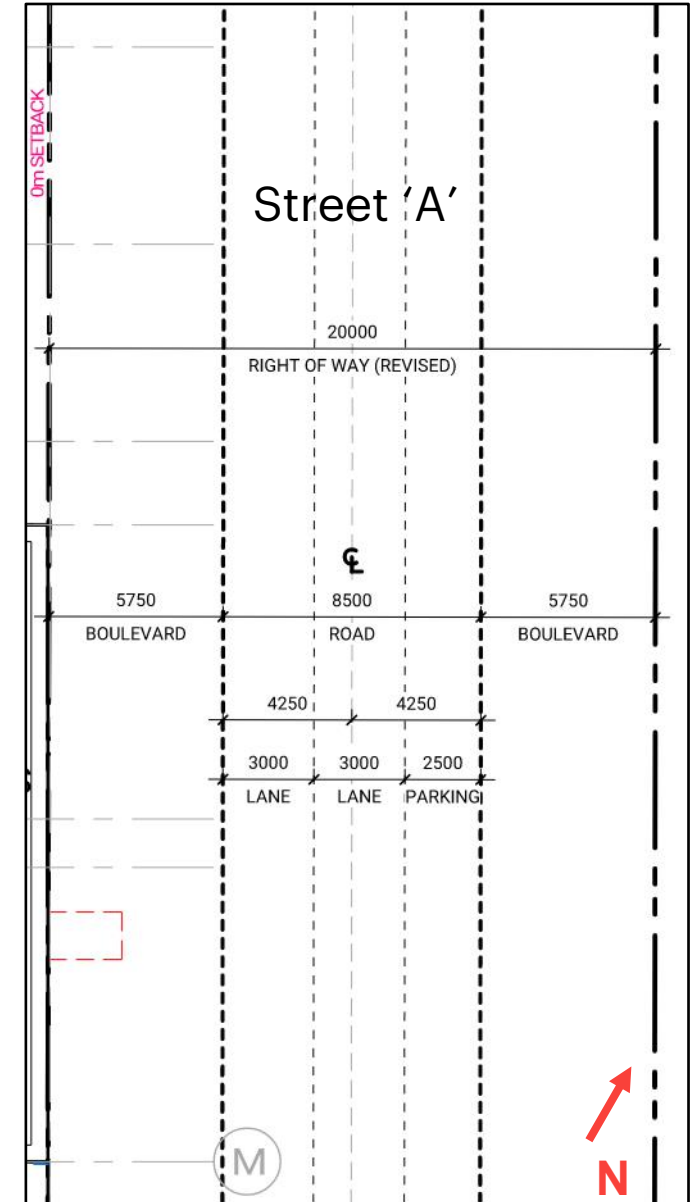 0m SETBACK
Street ‘A’
20000
RIGHT OF WAY (REVISED)
℄
5750 8500 5750
BOULEVARD ROAD BOULEVARD
4250 4250
3000 3000 2500
LANE LANE PARKING
M
N